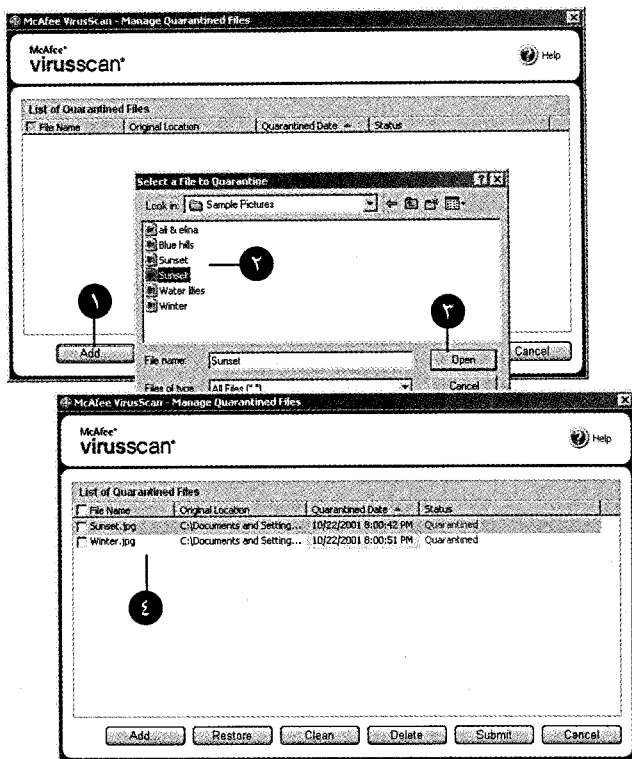 McAfee VirusScan - Manage Quarantined Files
McAfee®
virusscan®
Help
List of Quarantined Files
File Name Original Location Quarantined Date Status
Select a File to Quarantine
Look in: Sample Pictures
ali & elina
Blue hills
Sunset
Sunset
Water lilies
Winter
٢
١
٣
Add...
File name: Sunset Open
Cancel
Files of type: All Files (*.*) Cancel
McAfee VirusScan - Manage Quarantined Files
McAfee®
virusscan®
Help
List of Quarantined Files
File Name Original Location Quarantined Date Status
Sunset.jpg C:\Documents and Setting... 10/22/2001 8:00:42 PM Quarantined
Winter.jpg C:\Documents and Setting... 10/22/2001 8:00:51 PM Quarantined
٤
Add... Restore Clean Delete Submit Cancel